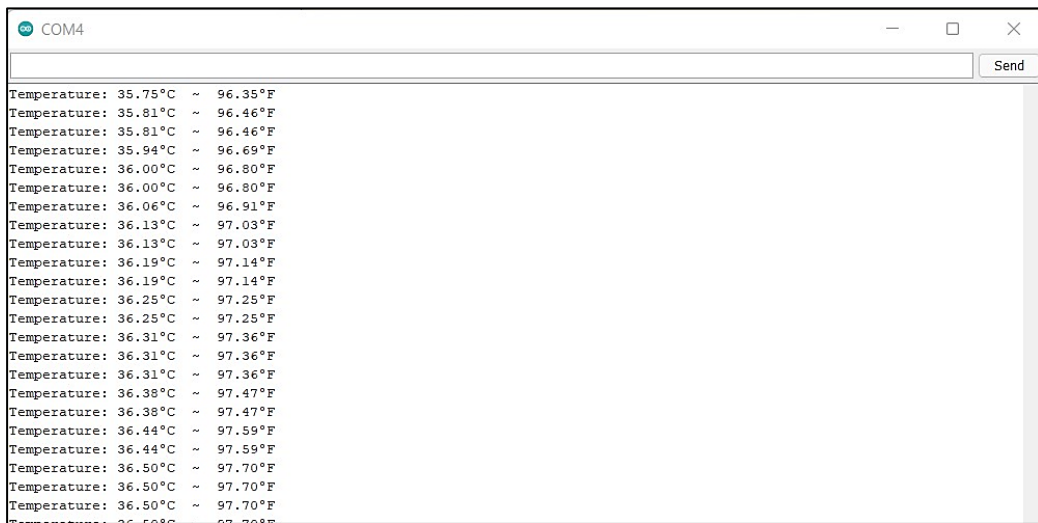 COM4
Send
Temperature: 35.75°C ~ 96.35°F
Temperature: 35.81°C ~ 96.46°F
Temperature: 35.81°C ~ 96.46°F
Temperature: 35.94°C ~ 96.69°F
Temperature: 36.00°C ~ 96.80°F
Temperature: 36.00°C ~ 96.80°F
Temperature: 36.06°C ~ 96.91°F
Temperature: 36.13°C ~ 97.03°F
Temperature: 36.13°C ~ 97.03°F
Temperature: 36.19°C ~ 97.14°F
Temperature: 36.19°C ~ 97.14°F
Temperature: 36.25°C ~ 97.25°F
Temperature: 36.25°C ~ 97.25°F
Temperature: 36.31°C ~ 97.36°F
Temperature: 36.31°C ~ 97.36°F
Temperature: 36.31°C ~ 97.36°F
Temperature: 36.38°C ~ 97.47°F
Temperature: 36.38°C ~ 97.47°F
Temperature: 36.44°C ~ 97.59°F
Temperature: 36.44°C ~ 97.59°F
Temperature: 36.50°C ~ 97.70°F
Temperature: 36.50°C ~ 97.70°F
Temperature: 36.50°C ~ 97.70°F